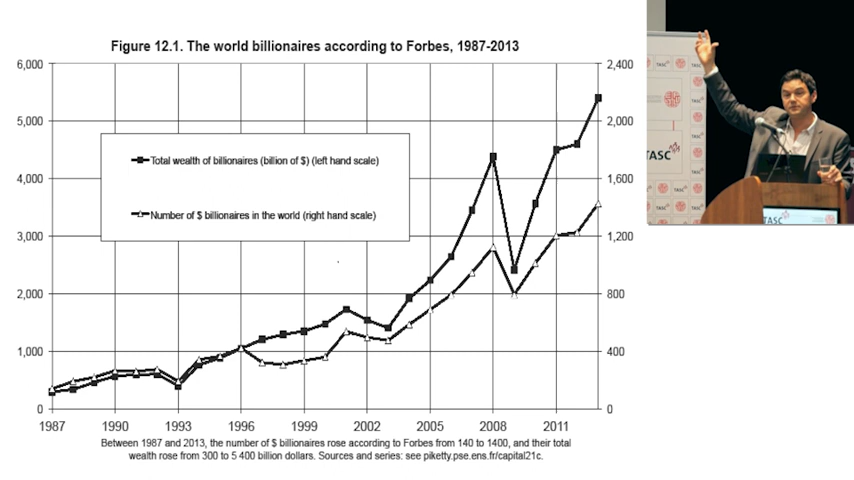 Figure 12.1. The world billionaires according to Forbes, 1987-2013
6,000
5,000
4,000
3,000
2,000
1,000
0
2,400
2,000
1,600
1,200
800
400
0
Total wealth of billionaires (billion of $) (left hand scale)
Number of $ billionaires in the world (right hand scale)
1987 1990 1993 1996 1999 2002 2005 2008 2011
Between 1987 and 2013, the number of $ billionaires rose according to Forbes from 140 to 1400, and their total
wealth rose from 300 to 5 400 billion dollars. Sources and series: see piketty.pse.ens.fr/capital21c.
TASC
TASC